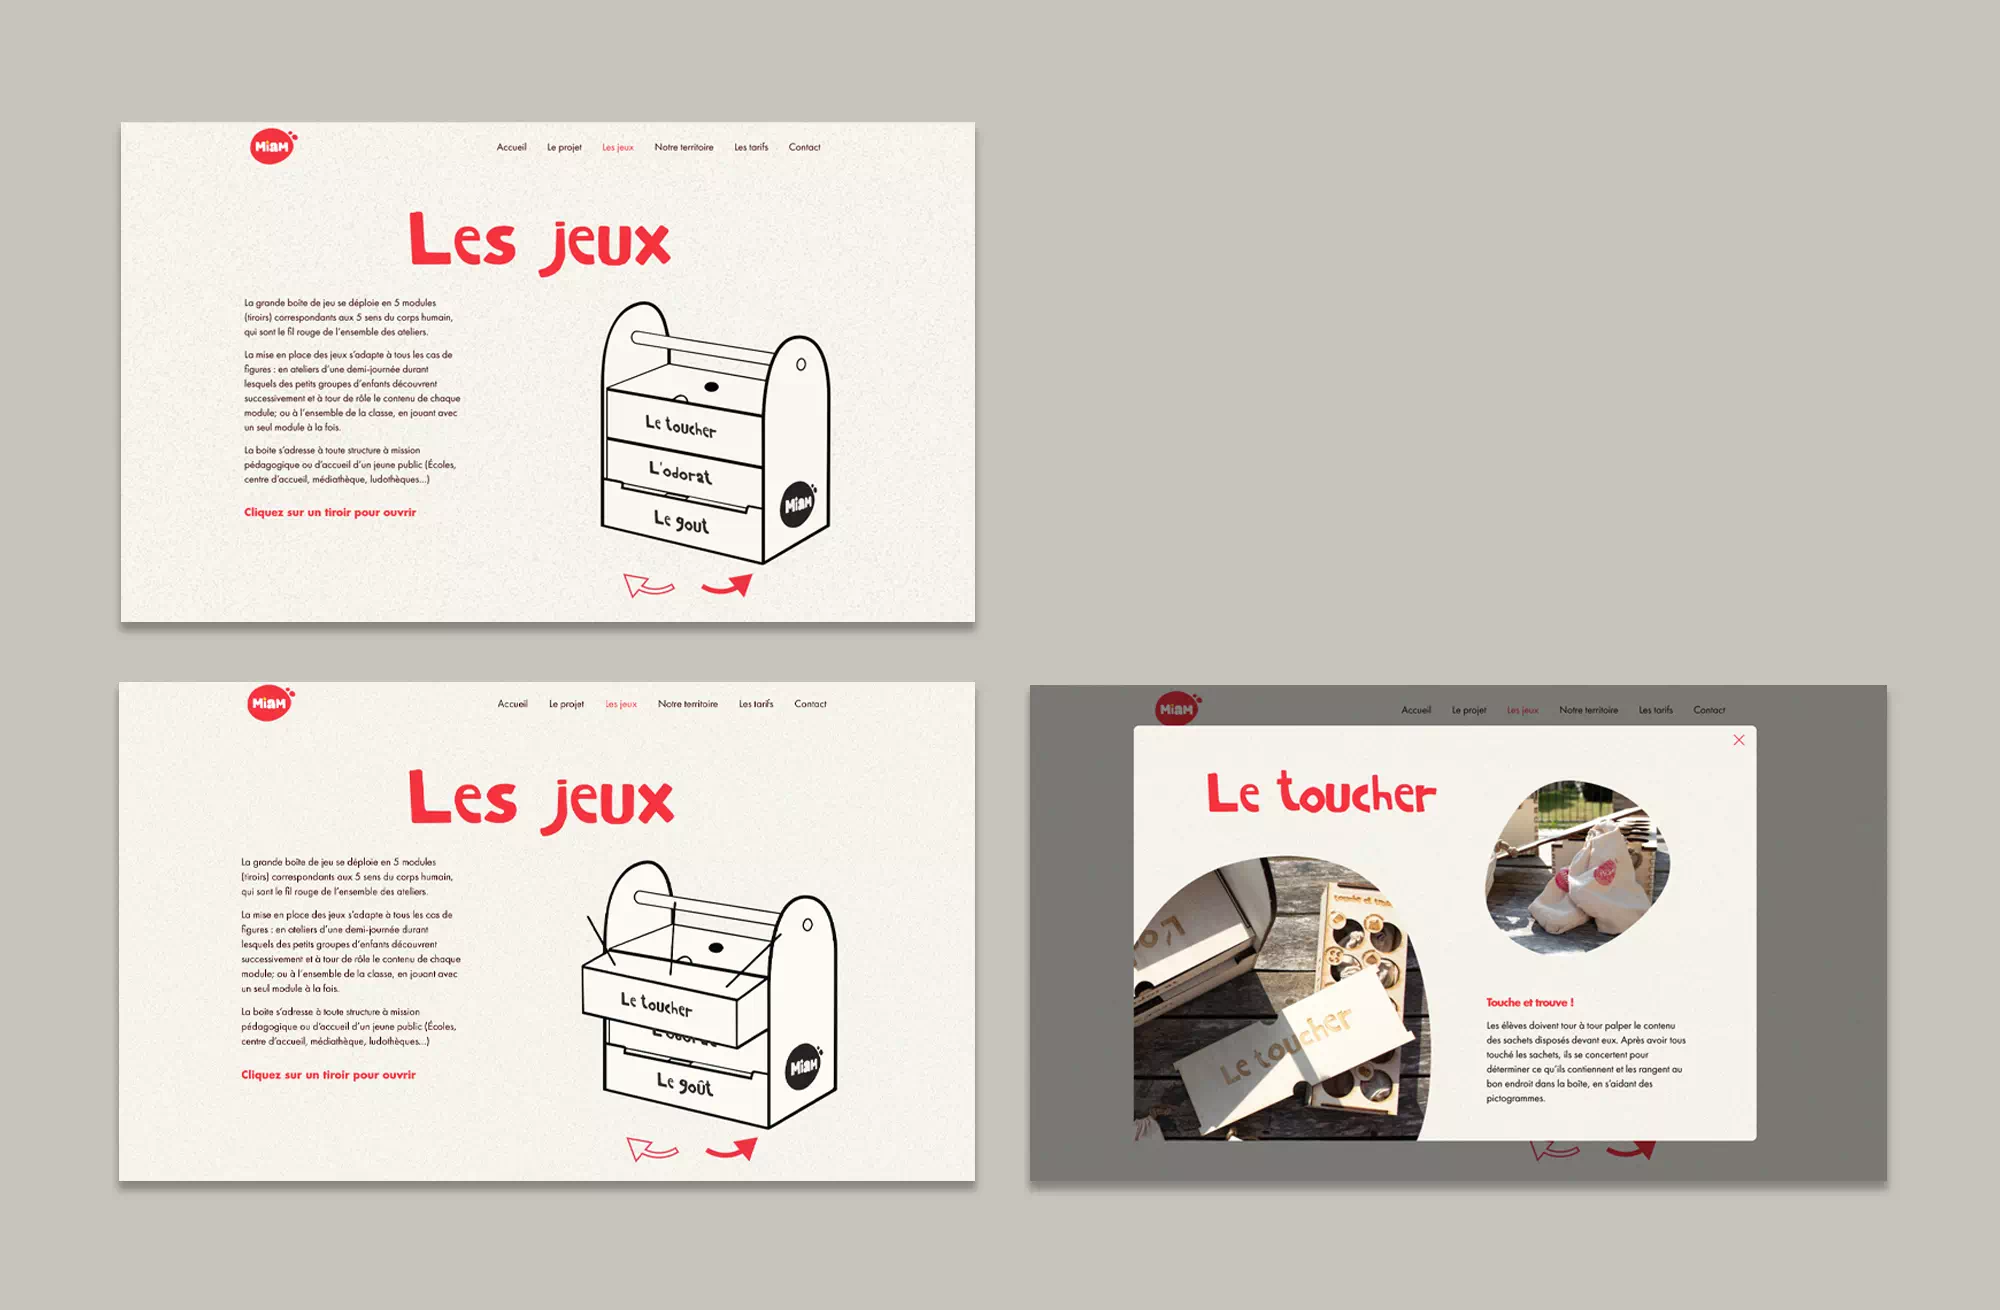 MiaM
Accueil Le projet Les jeux Notre territoire Les tarifs Contact
Les jeux
La grande boîte de jeu se déploie en 5 modules
(tiroirs) correspondants aux 5 sens du corps humain,
qui sont le fil rouge de l'ensemble des ateliers.
La mise en place des jeux s'adapte à tous les cas de
figures : en ateliers d'une demi-journée durant
lesquels des petits groupes d'enfants découvrent
successivement et à tour de rôle le contenu de chaque
module; ou à l'ensemble de la classe, en jouant avec
un seul module à la fois.
La boite s'adresse à toute structure à mission
pédagogique ou d'accueil d'un jeune public (Écoles,
centre d'accueil, médiathèque, ludothèques...)
Cliquez sur un tiroir pour ouvrir
Le toucher
L'odorat
Le gout
MiaM
MiaM
Accueil Le projet Les jeux Notre territoire Les tarifs Contact
Les jeux
La grande boîte de jeu se déploie en 5 modules
(tiroirs) correspondants aux 5 sens du corps humain,
qui sont le fil rouge de l'ensemble des ateliers.
La mise en place des jeux s'adapte à tous les cas de
figures : en ateliers d'une demi-journée durant
lesquels des petits groupes d'enfants découvrent
successivement et à tour de rôle le contenu de chaque
module; ou à l'ensemble de la classe, en jouant avec
un seul module à la fois.
La boite s'adresse à toute structure à mission
pédagogique ou d'accueil d'un jeune public (Écoles,
centre d'accueil, médiathèque, ludothèques...)
Cliquez sur un tiroir pour ouvrir
Le toucher
Le goût
MiaM
MiaM
Accueil Le projet Les jeux Notre territoire Les tarifs Contact
Le toucher
Le toucher
Touche et trouve !
Les élèves doivent tour à tour palper le contenu
des sachets disposés devant eux. Après avoir tous
touché les sachets, ils se concertent pour
déterminer ce qu'ils contiennent et les rangent au
bon endroit dans la boîte, en s'aidant des
pictogrammes.